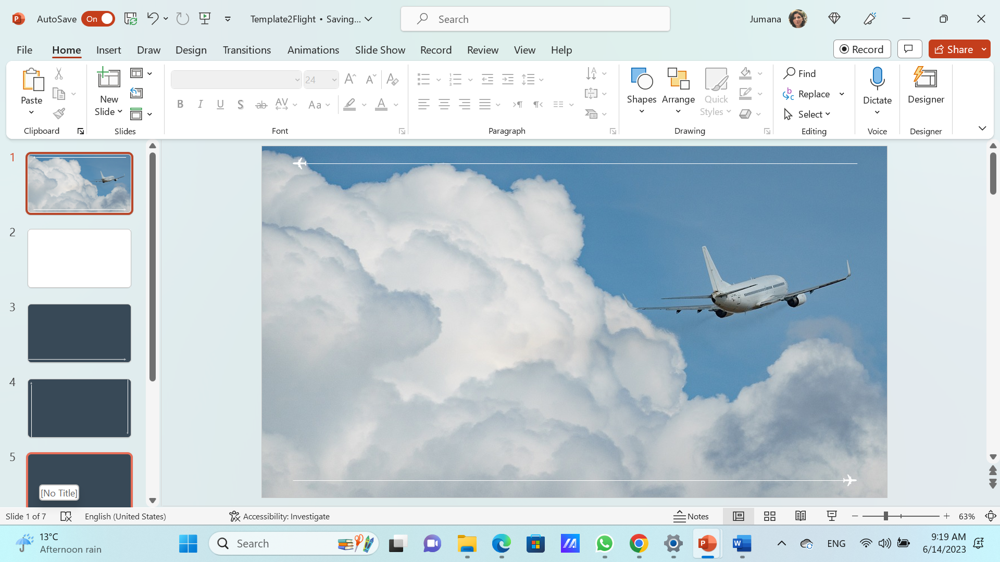 AutoSave On Template2Flight • Saving... Search Jumana
File Home Insert Draw Design Transitions Animations Slide Show Record Review View Help Record Share
Paste
New
Slide
24
B I U S ab AV Aa A
Shapes Arrange Quick
Styles
Find
Replace
Select
Dictate
Designer
Clipboard Slides Font Paragraph Drawing Editing Voice Designer
1
2
3
4
5
[No Title]
Slide 1 of 7 English (United States) Accessibility: Investigate Notes 63%
13°C
Afternoon rain
Search
ENG
9:19 AM
6/14/2023